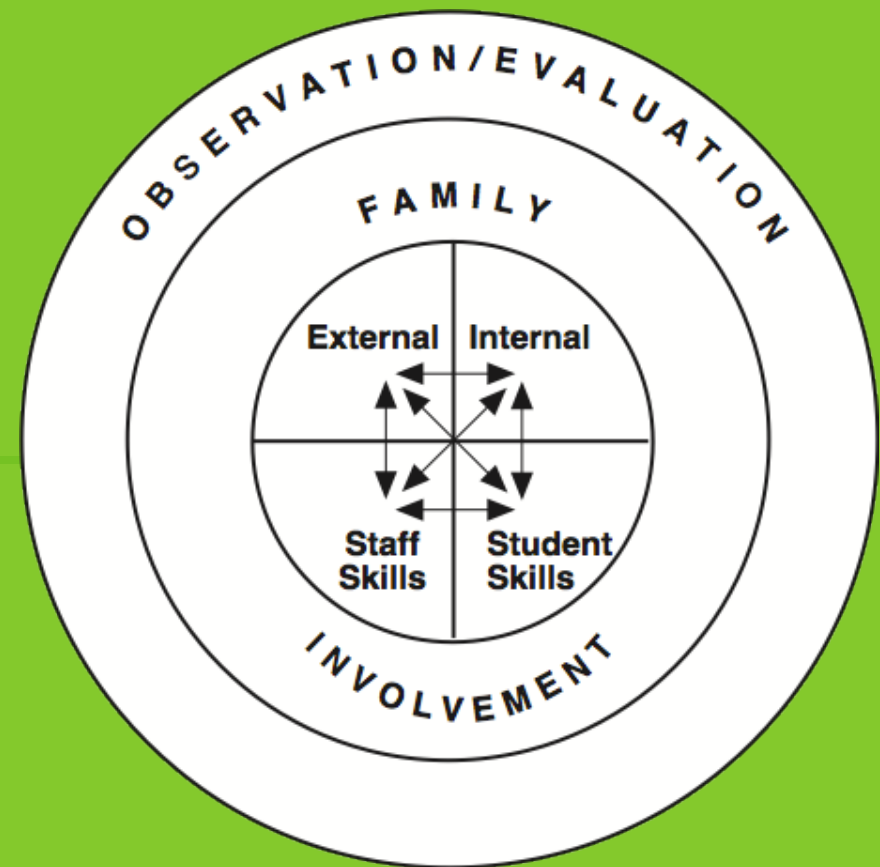 OBSERVATION/EVALUATION
FAMILY
External Internal
Staff Student
Skills Skills
INVOLVEMENT